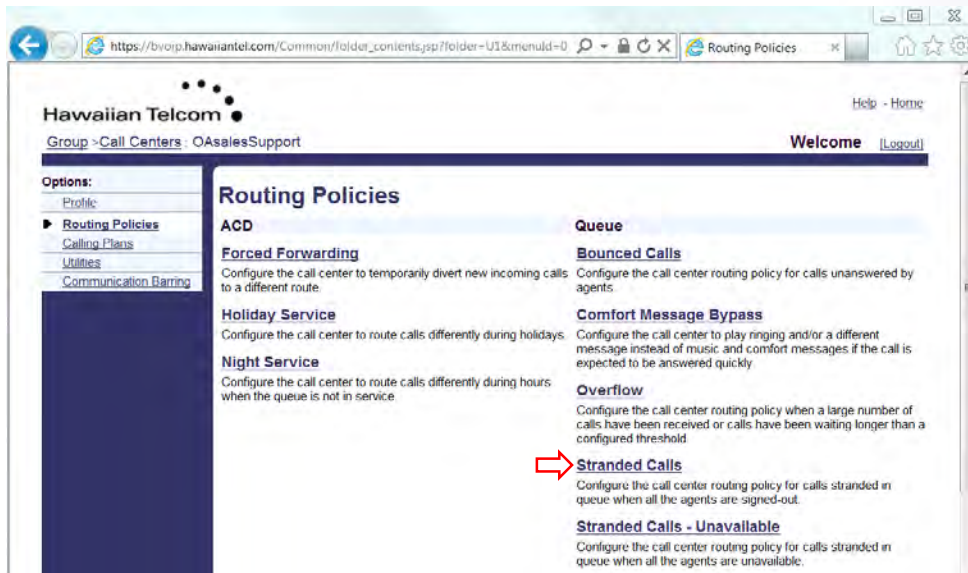 https://bvoip.hawaiiantel.com/Common/folder_contents.jsp?folder=U1&menuId=0
Routing Policies
Hawaiian Telcom
Help - Home
Group >Call Centers : OAsalesSupport
Welcome [Logout]
Options:
Profile
Routing Policies
Calling Plans
Utilities
Communication Barring
Routing Policies
ACD
Forced Forwarding
Configure the call center to temporarily divert new incoming calls
to a different route.
Holiday Service
Configure the call center to route calls differently during holidays.
Night Service
Configure the call center to route calls differently during hours
when the queue is not in service.
Queue
Bounced Calls
Configure the call center routing policy for calls unanswered by
agents.
Comfort Message Bypass
Configure the call center to play ringing and/or a different
message instead of music and comfort messages if the call is
expected to be answered quickly.
Overflow
Configure the call center routing policy when a large number of
calls have been received or calls have been waiting longer than a
configured threshold.
Stranded Calls
Configure the call center routing policy for calls stranded in
queue when all the agents are signed-out.
Stranded Calls - Unavailable
Configure the call center routing policy for calls stranded in
queue when all the agents are unavailable.